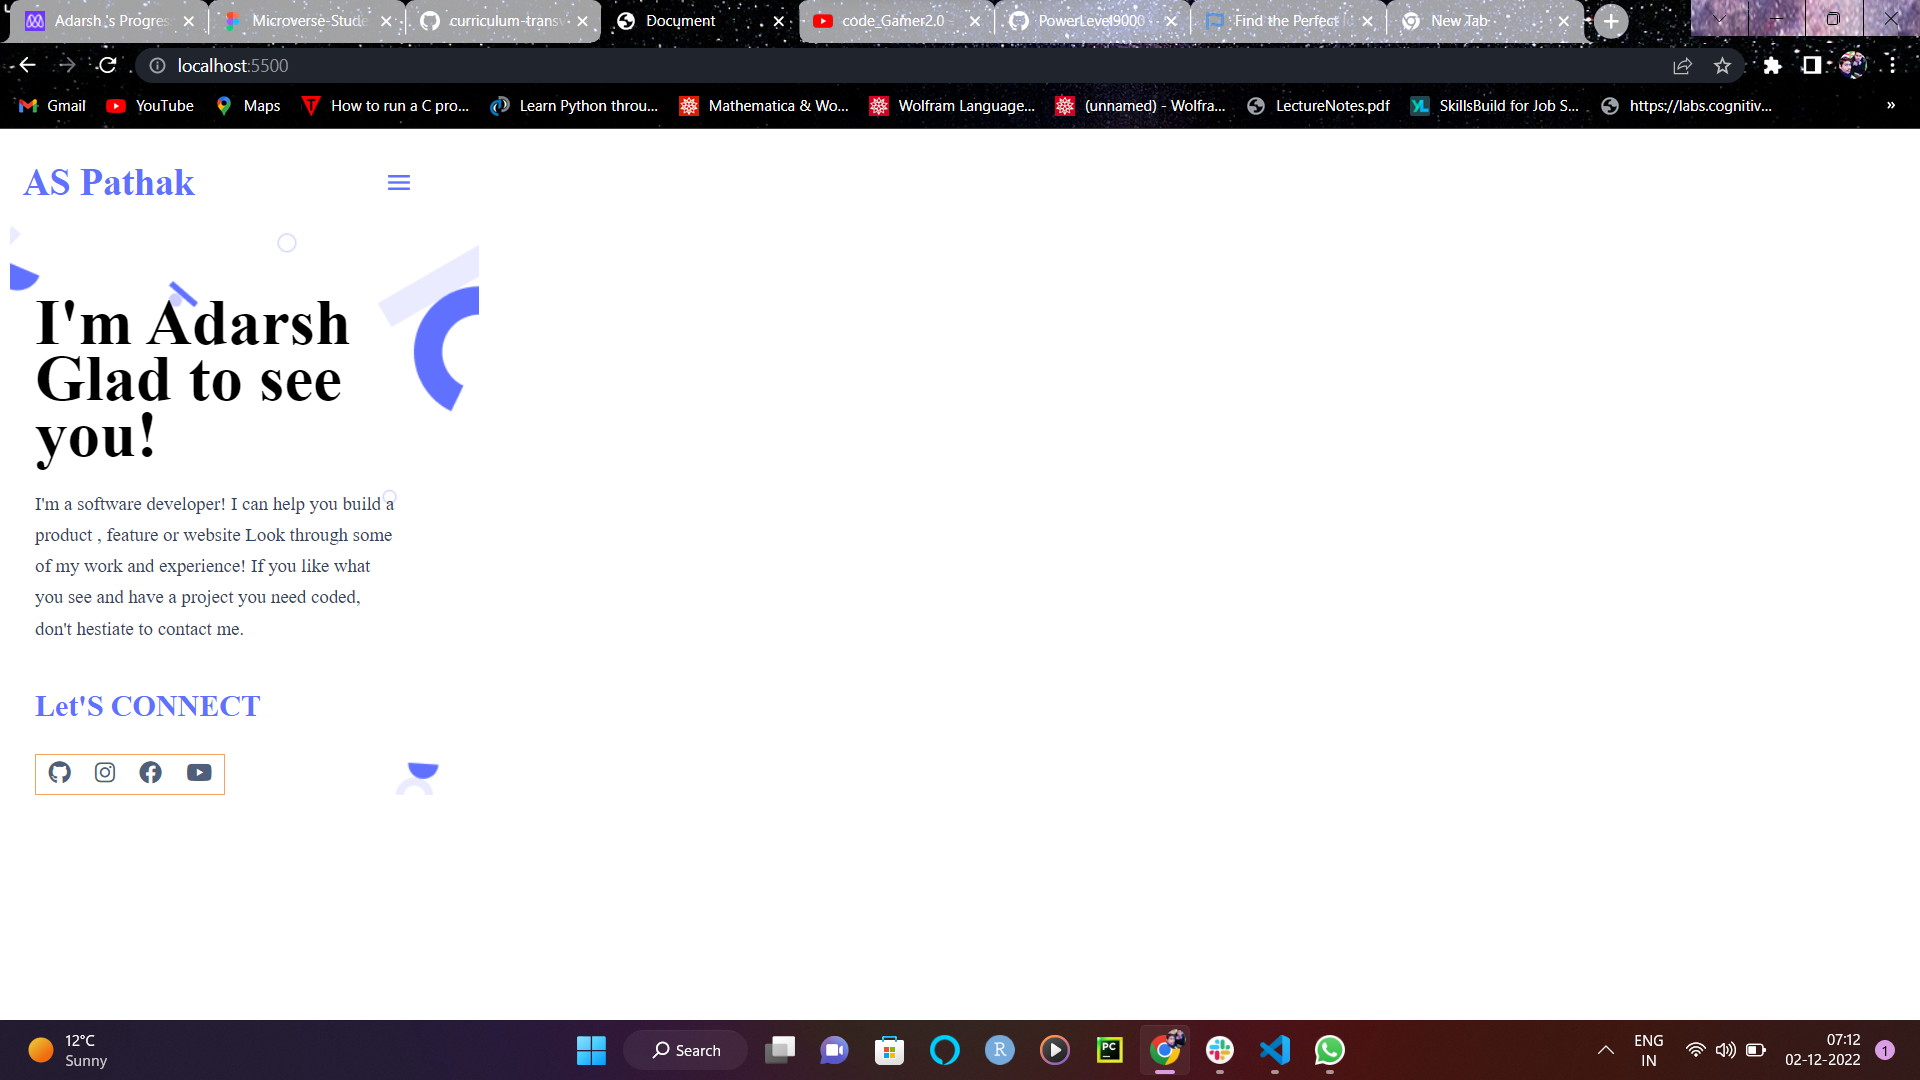 Adarsh 's Progres
Microverse-Stude
curriculum-transv
Document
code_Gamer2.0
PowerLevel9000 -
Find the Perfect
New Tab
localhost:5500
Gmail
YouTube
Maps
How to run a C pro...
Learn Python throu...
Mathematica & Wo...
Wolfram Language...
(unnamed) - Wolfra...
LectureNotes.pdf
SkillsBuild for Job S...
https://labs.cognitiv...
»
AS Pathak
I'm Adarsh
Glad to see
you!
I'm a software developer! I can help you build a
product , feature or website Look through some
of my work and experience! If you like what
you see and have a project you need coded,
don't hestiate to contact me.
Let'S CONNECT
12°C
Sunny
Search
R
PC
ENG
IN
07:12
02-12-2022
1